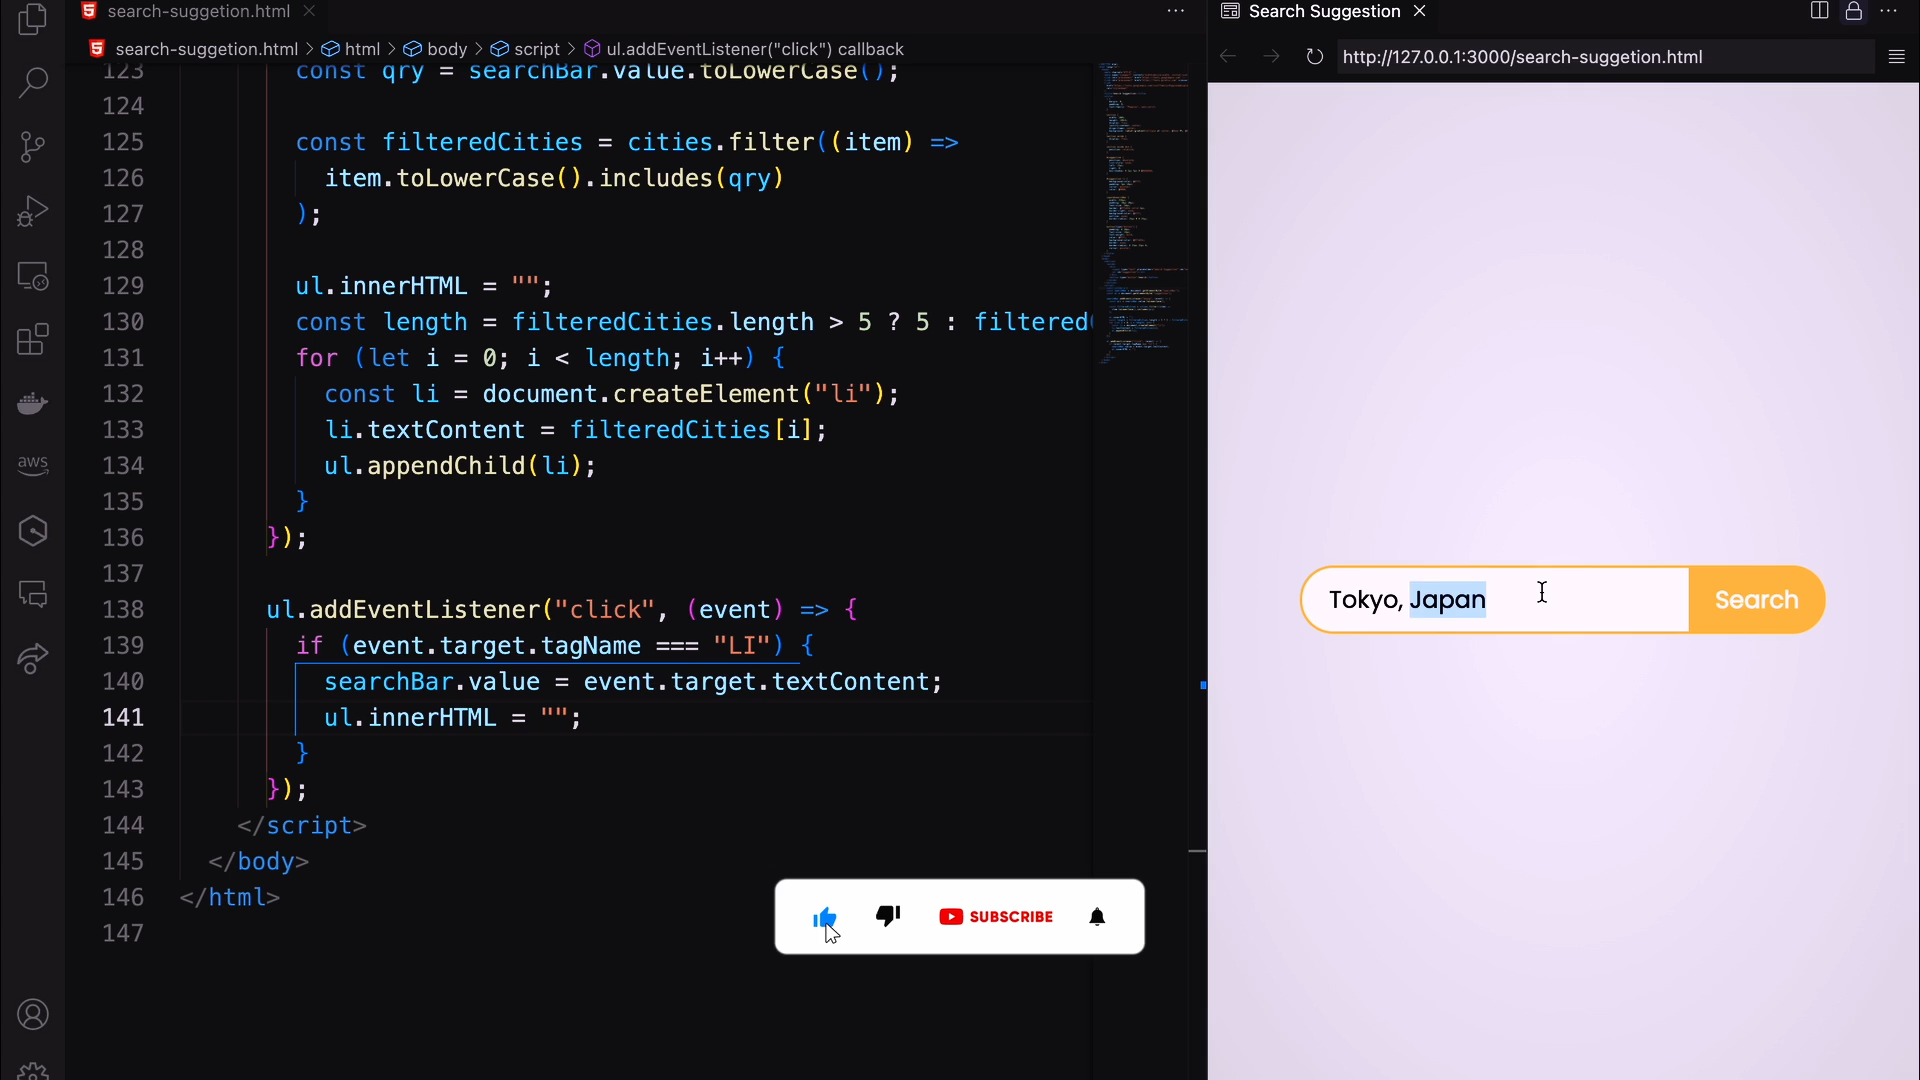 search-suggetion.html
search-suggetion.html > html > body > script > ul.addEventListener("click") callback
123 const qry = searchBar.value.toLowerCase();
124
125 const filteredCities = cities.filter((item) =>
126 item.toLowerCase().includes(qry)
127 );
128
129 ul.innerHTML = "";
130 const length = filteredCities.length > 5 ? 5 : filtered
131 for (let i = 0; i < length; i++) {
132 const li = document.createElement("li");
133 li.textContent = filteredCities[i];
134 ul.appendChild(li);
135 }
136 });
137
138 ul.addEventListener("click", (event) => {
139 if (event.target.tagName === "LI") {
140 searchBar.value = event.target.textContent;
141 ul.innerHTML = "";
142 }
143 });
144 </script>
145 </body>
146 </html>
147
aws
SUBSCRIBE
Search Suggestion
http://127.0.0.1:3000/search-suggetion.html
Tokyo, Japan
Search